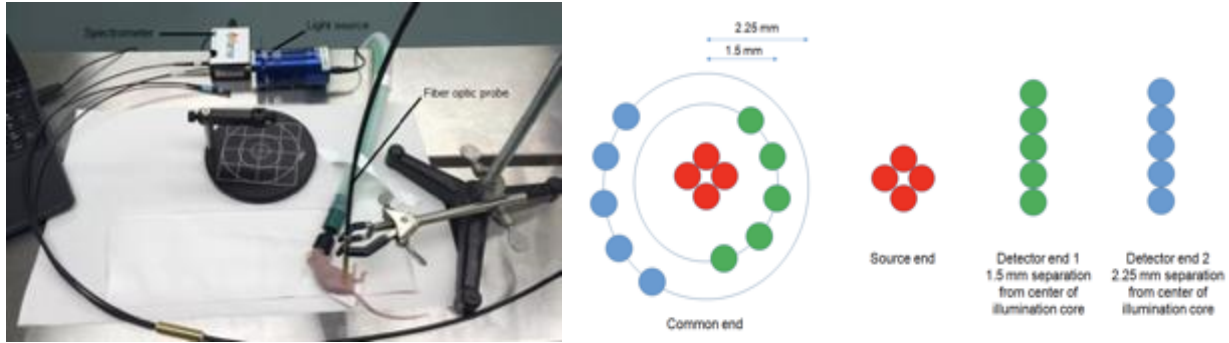 Spectrometer
Light source
Fiber optic probe
2.25 mm
1.5 mm
Common end
Source end
Detector end 1
1.5 mm separation
from center of
illumination core
Detector end 2
2.25 mm separation
from center of
illumination core